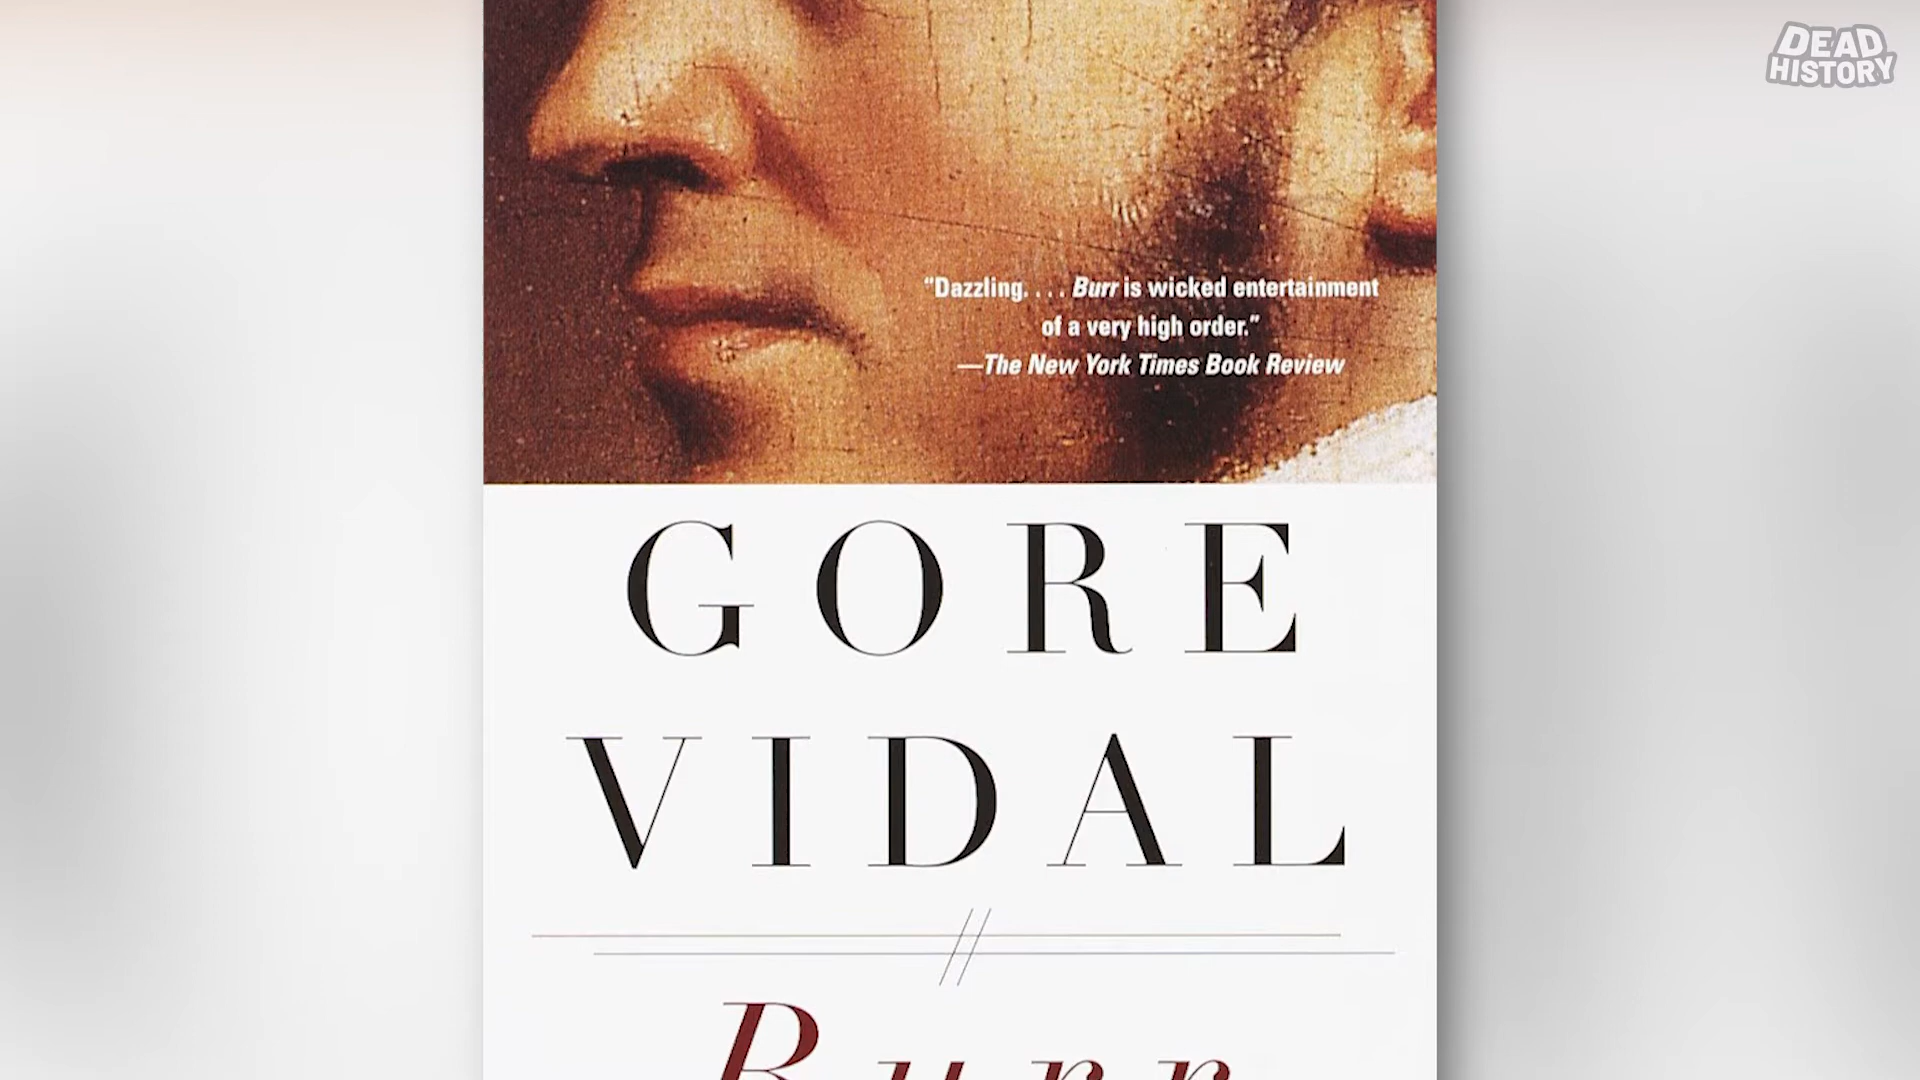 DEAD
HISTORY
“Dazzling. . . . Burr is wicked entertainment
of a very high order.”
—The New York Times Book Review
GORE
VIDAL
Burr